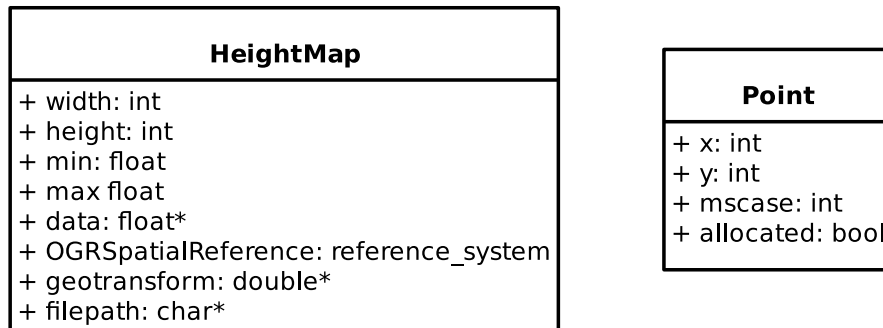 HeightMap
+ width: int
+ height: int
+ min: float
+ max float
+ data: float*
+ OGRSpatialReference: reference_system
+ geotransform: double*
+ filepath: char*
Point
+ x: int
+ y: int
+ mscase: int
+ allocated: bool